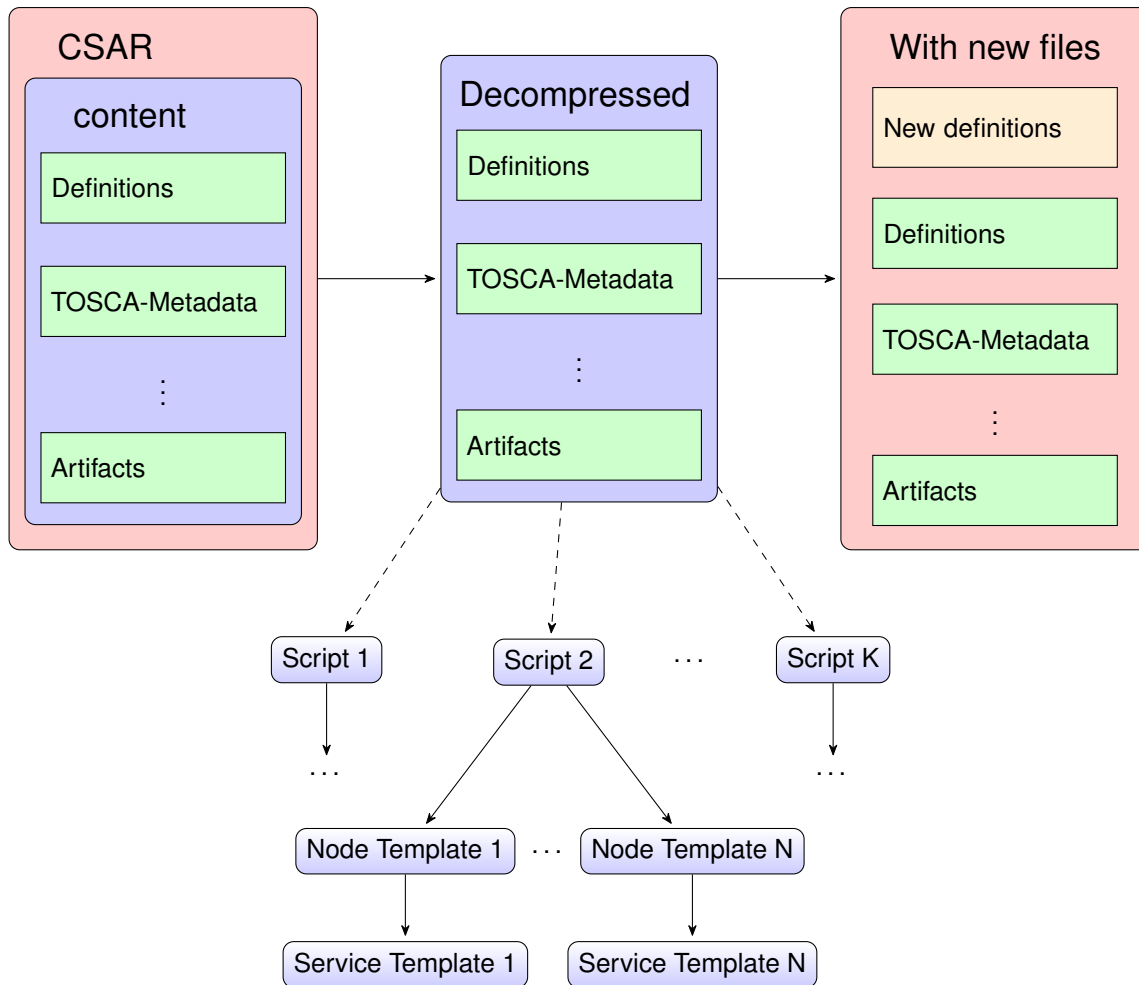 CSAR
content
Definitions
TOSCA-Metadata
⋮
Artifacts
Decompressed
Definitions
TOSCA-Metadata
⋮
Artifacts
With new files
New definitions
Definitions
TOSCA-Metadata
⋮
Artifacts
Script 1
Script 2
...
Script K
...
...
Node Template 1
...
Node Template N
Service Template 1
Service Template N